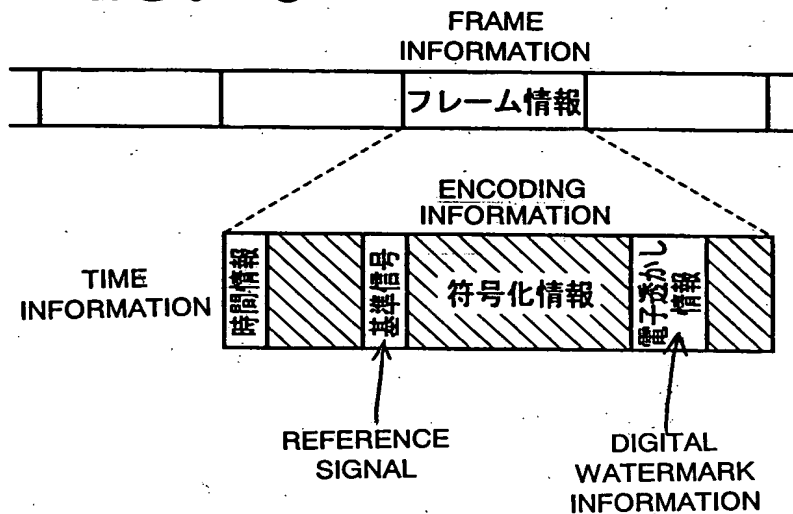 FRAME
INFORMATION
フレーム情報
ENCODING
INFORMATION
TIME
INFORMATION
時間情報
基準信号
符号化情報
電子透かし
情報
REFERENCE
SIGNAL
DIGITAL
WATERMARK
INFORMATION